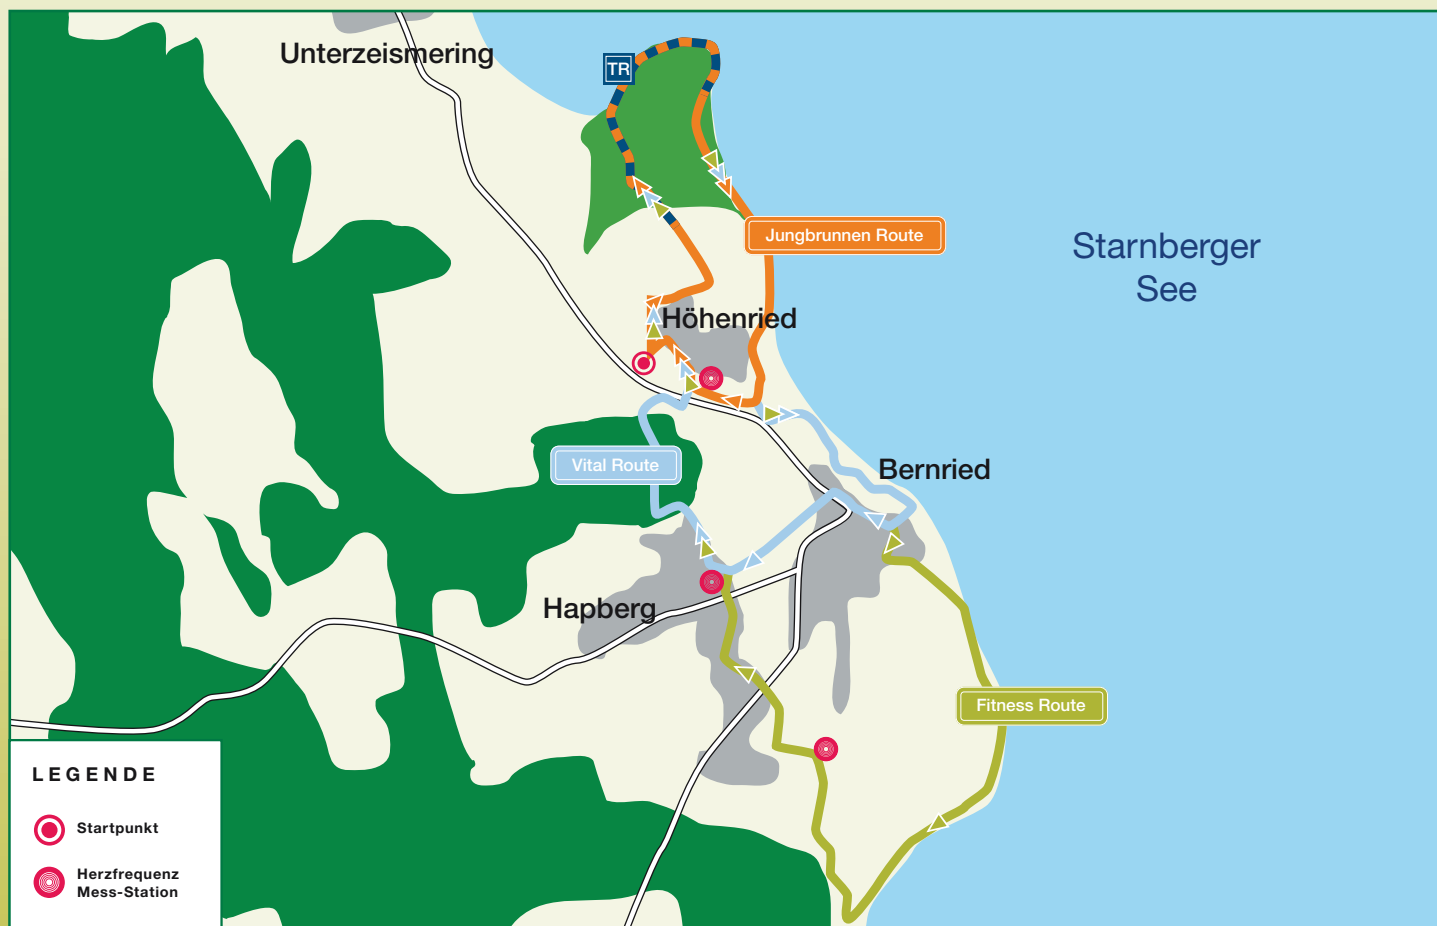 Unterzeismering
TR
Jungbrunnen Route
Starnberger
See
Höhenried
Vital Route
Bernried
Hapberg
Fitness Route
LEGENDE
Startpunkt
Herzfrequenz
Mess-Station